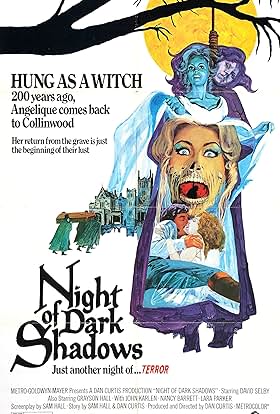 HUNG AS A WITCH
200 years ago,
Angelique comes back
to Collinwood
Her return from the grave is just
the beginning of their lust
Night
of Dark
Shadows
Just another night of...TERROR
METRO-GOLDWYN-MAYER PRESENTS A DAN CURTIS PRODUCTION "NIGHT OF DARK SHADOWS" Starring DAVID SELBY
Also Starring GRAYSON HALL · With JOHN KARLEN · NANCY BARRETT · LARA PARKER
Screenplay by SAM HALL · Story by SAM HALL & DAN CURTIS · Produced and Directed by DAN CURTIS · METROCOLOR